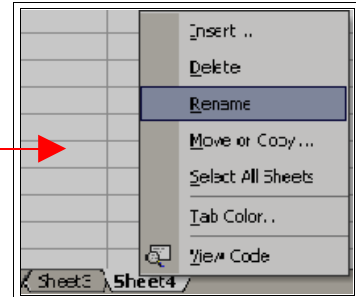 Insert ...
Delete
Rename
Move or Copy...
Select All Sheets
Tab Color..
View Code
Sheet3 Sheet4